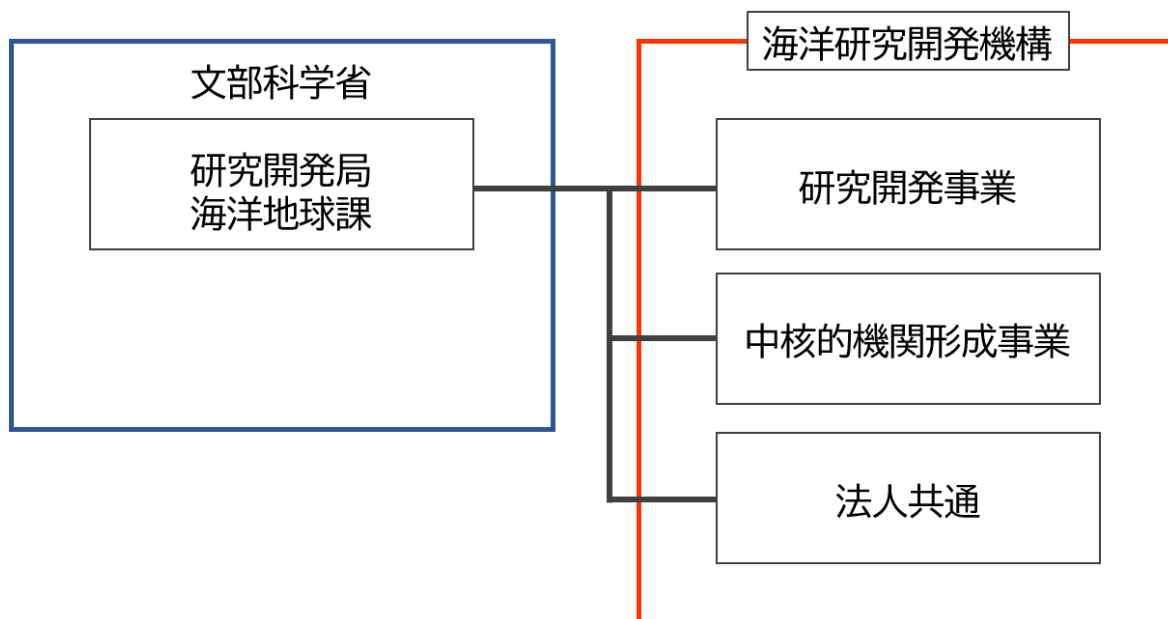 文部科学省
研究開発局
海洋地球課
海洋研究開発機構
研究開発事業
中核的機関形成事業
法人共通